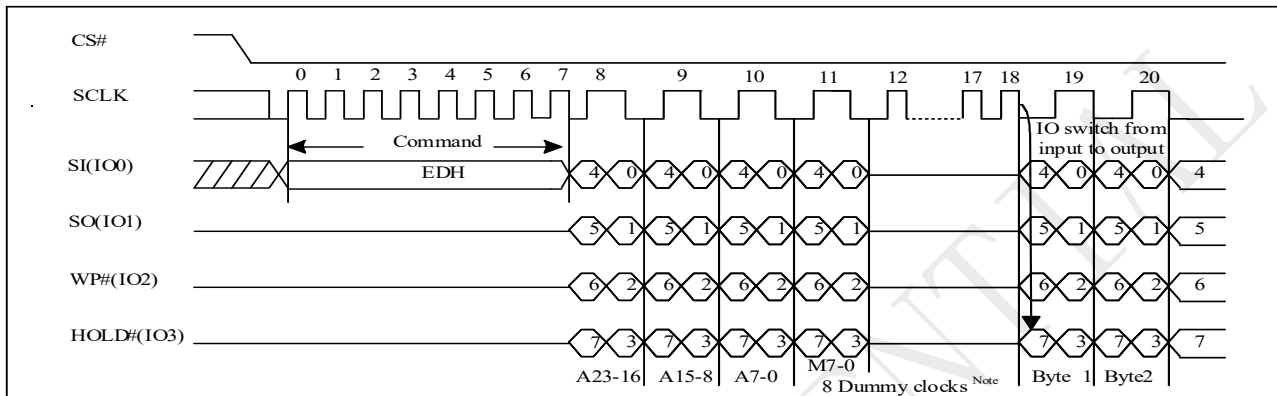 CS#
0 1 2 3 4 5 6 7 8 9 10 11 12 17 18 19 20
SCLK
Command
IO switch from
input to output
SI(IO0)
EDH
4 0 4 0 4 0 4 0 4 0 4 0 4
SO(IO1)
5 1 5 1 5 1 5 1 5 1 5 1 5
WP#(IO2)
6 2 6 2 6 2 6 2 6 2 6 2 6
HOLD#(IO3)
7 3 7 3 7 3 7 3 7 3 7 3 7
A23-16 A15-8 A7-0 M7-0 Byte 1 Byte2
8 Dummy clocks Note
NTIAL